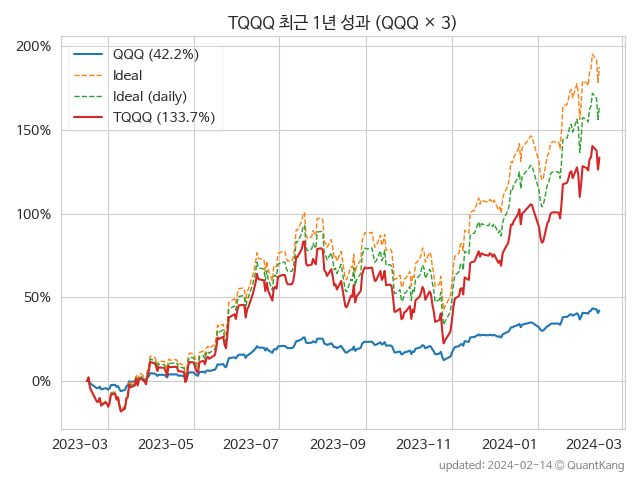 TQQQ 최근 1년 성과 (QQQ × 3)
200%
150%
100%
50%
0%
QQQ (42.2%)
Ideal
Ideal (daily)
TQQQ (133.7%)
2023−03 2023−05 2023−07 2023−09 2023−11 2024−01 2024−03
updated: 2024-02-14 © QuantKang